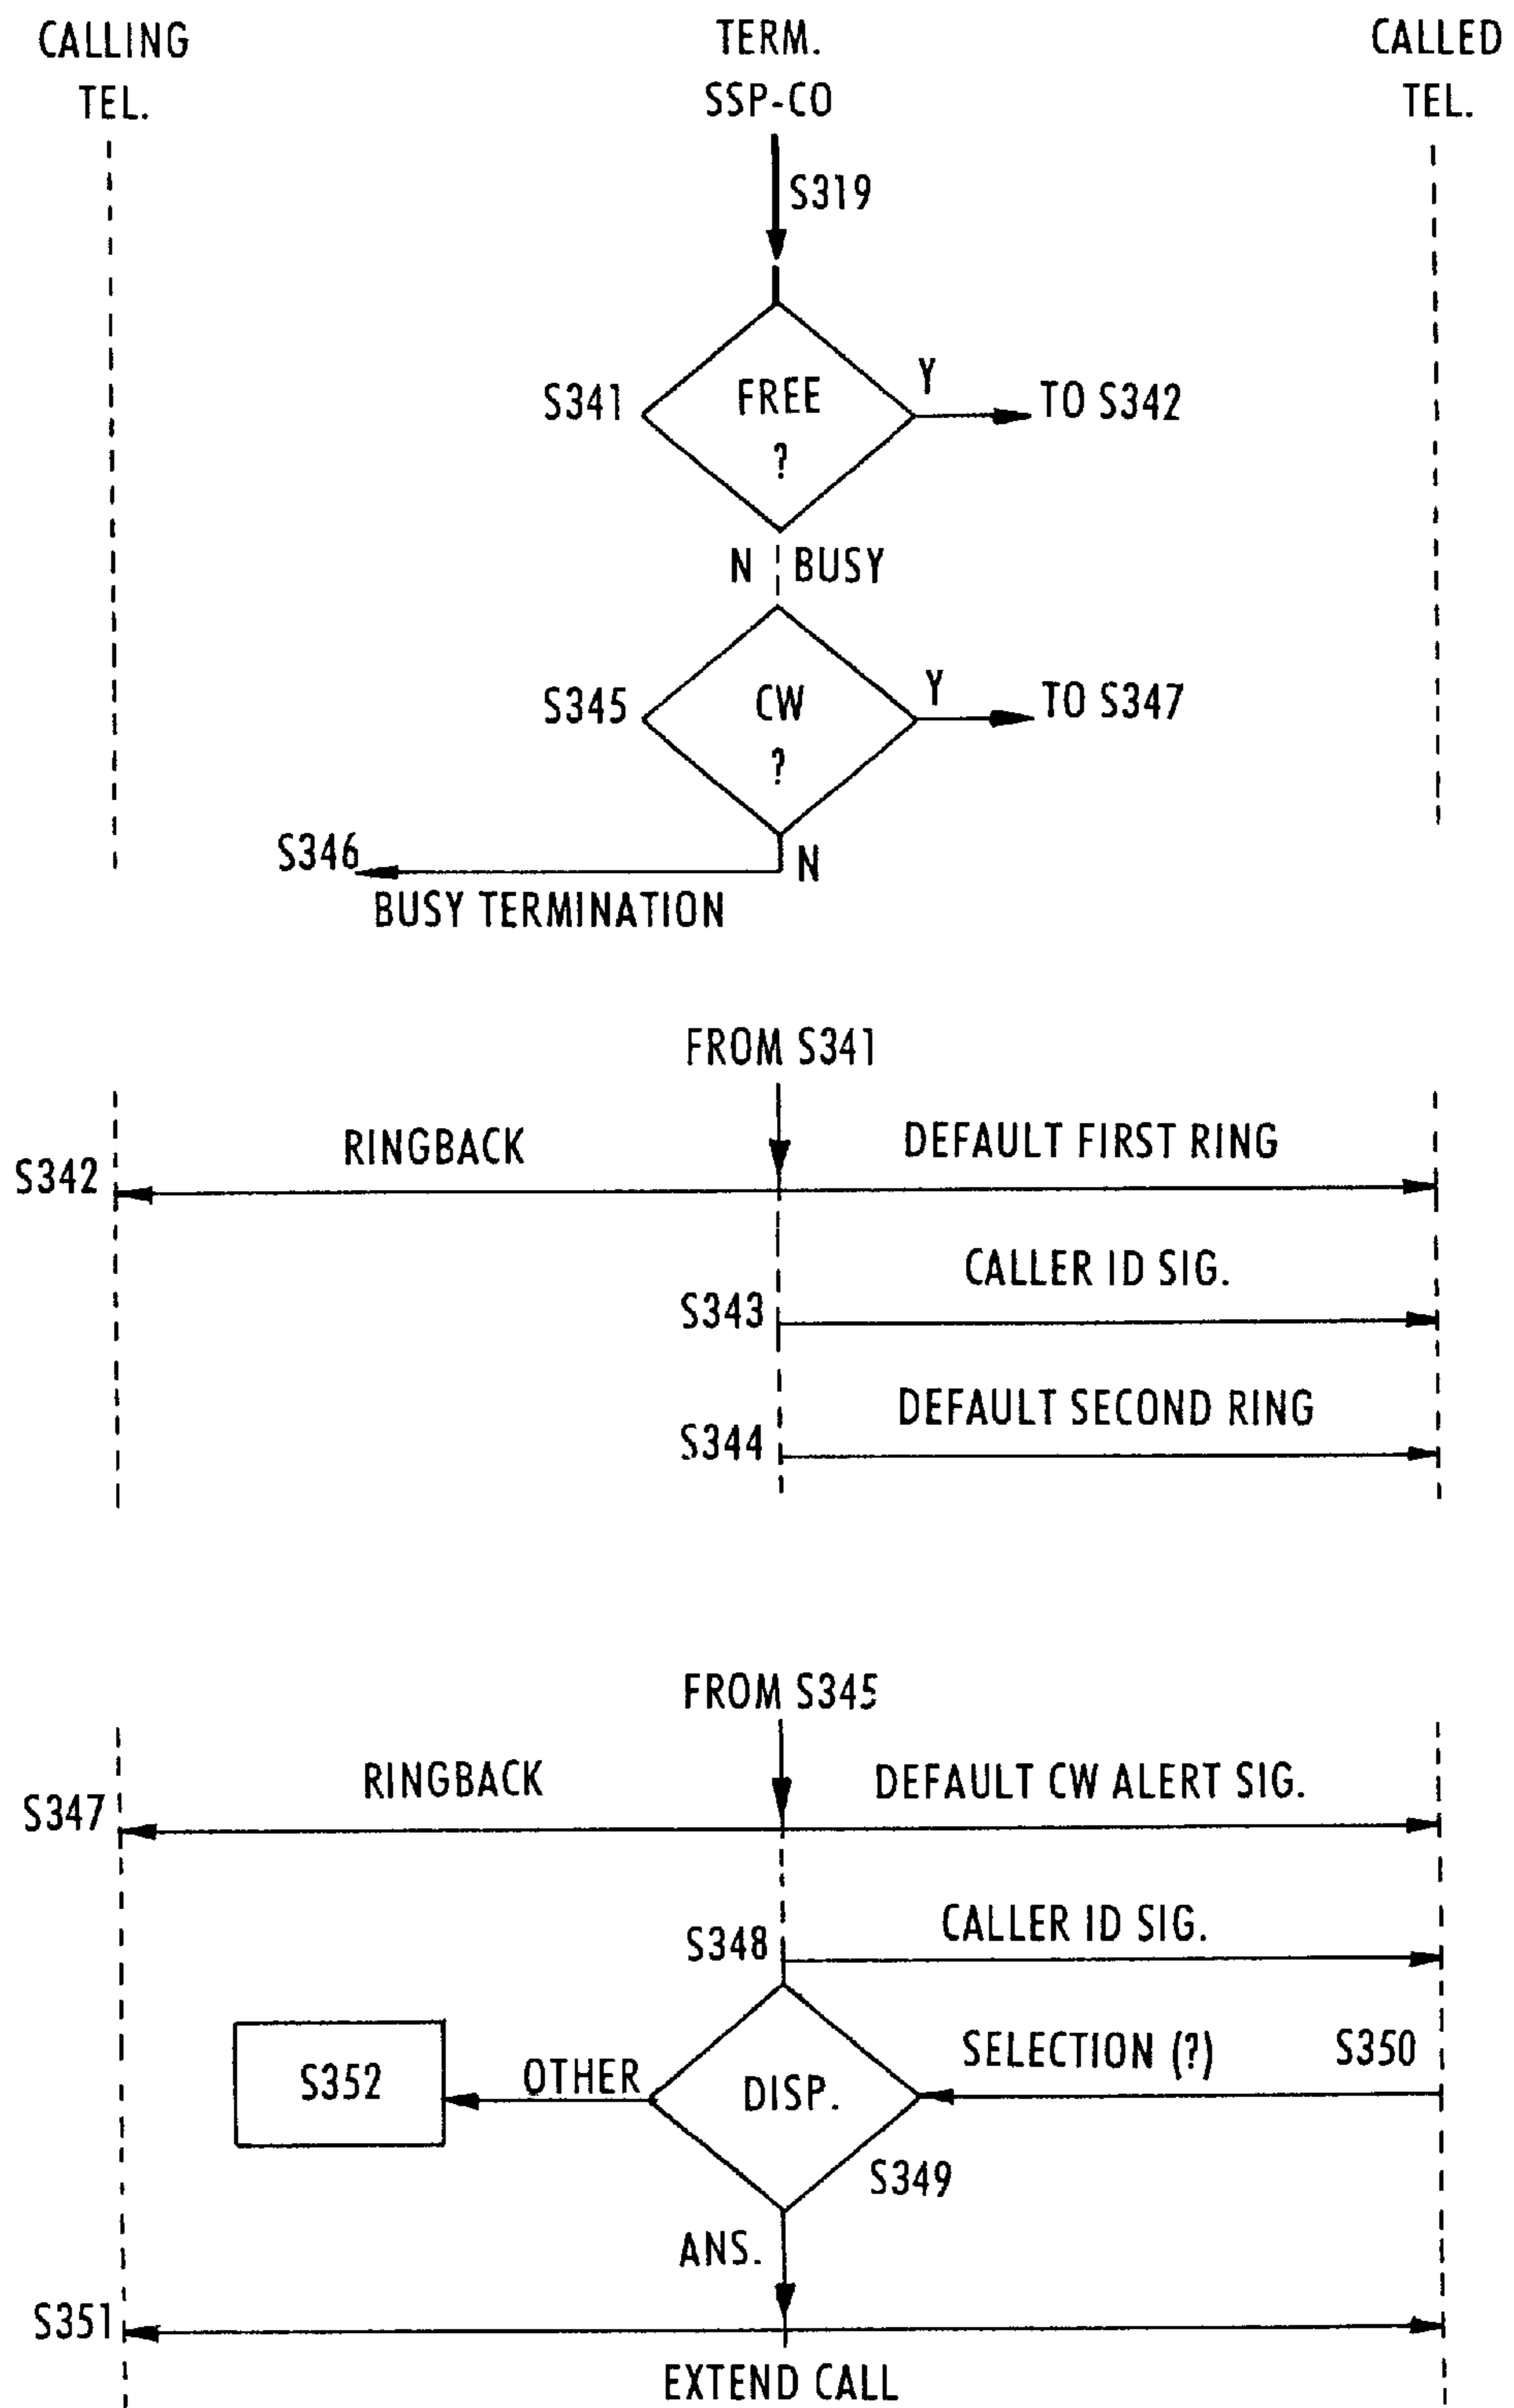 CALLING
TEL.
TERM.
SSP-CO
CALLED
TEL.
S319
S341
FREE
?
Y
TO S342
N
BUSY
S345
CW
?
Y
TO S347
S346
N
BUSY TERMINATION
FROM S341
S342
RINGBACK
DEFAULT FIRST RING
CALLER ID SIG.
S343
DEFAULT SECOND RING
S344
FROM S345
S347
RINGBACK
DEFAULT CW ALERT SIG.
S348
CALLER ID SIG.
S352
OTHER
DISP.
SELECTION (?)
S350
S349
ANS.
S351
EXTEND CALL